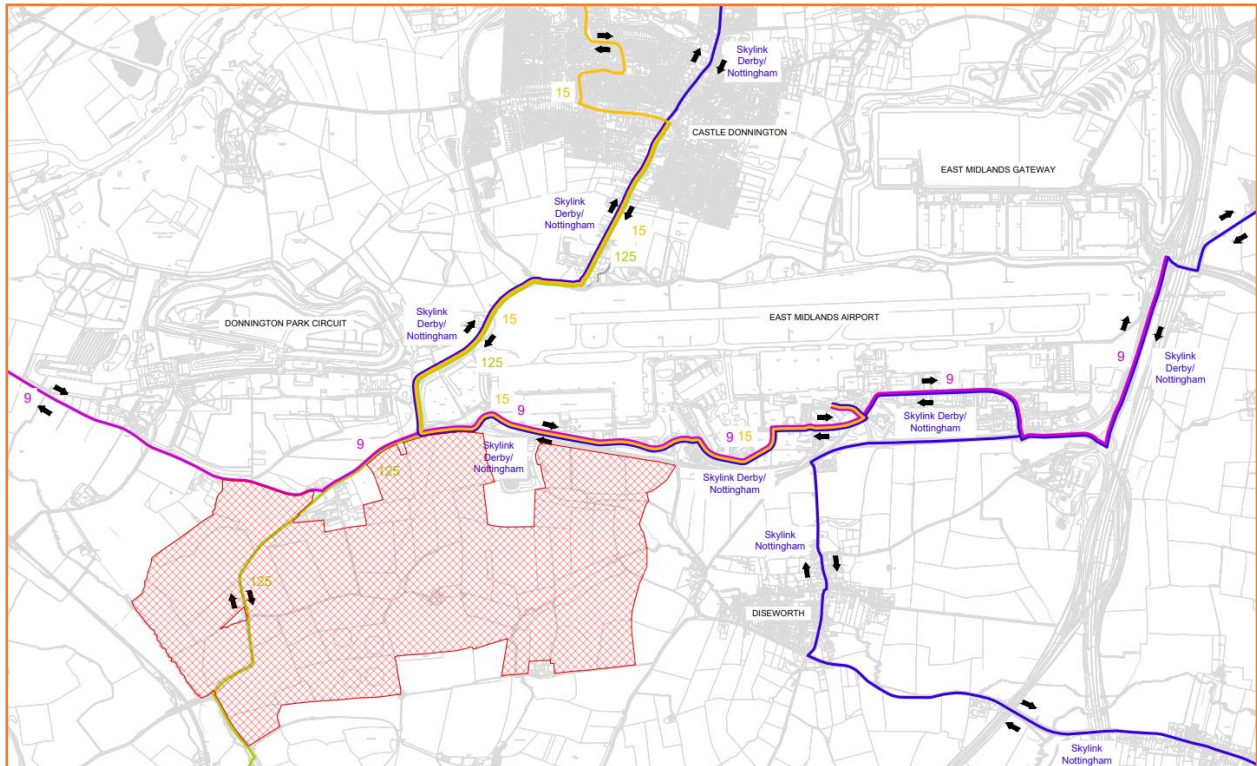 Skylink
Derby/
Nottingham
15
CASTLE DONNINGTON
EAST MIDLANDS GATEWAY
Skylink
Derby/
Nottingham
15
125
Skylink
Derby/
Nottingham
15
EAST MIDLANDS AIRPORT
DONNINGTON PARK CIRCUIT
125
9
Skylink
Derby/
Nottingham
9
15
9
9
Skylink Derby/
Nottingham
9
9 15
Skylink
Derby/
Nottingham
125
Skylink Derby/
Nottingham
Skylink
Nottingham
125
DISEWORTH
Skylink
Nottingham